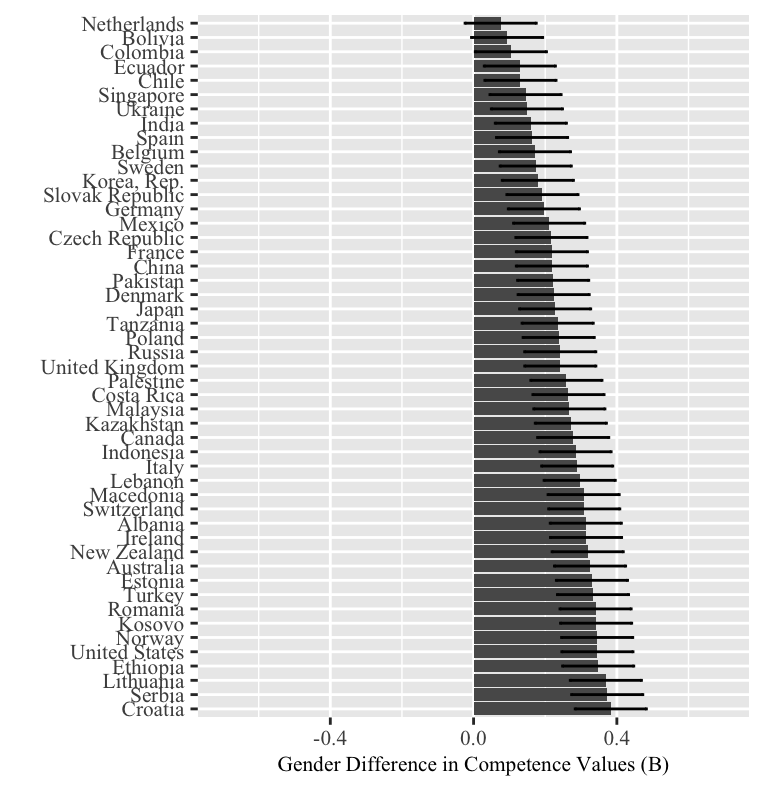 Netherlands
Bolivia
Colombia
Ecuador
Chile
Singapore
Ukraine
India
Spain
Belgium
Sweden
Korea, Rep.
Slovak Republic
Germany
Mexico
Czech Republic
France
China
Pakistan
Denmark
Japan
Tanzania
Poland
Russia
United Kingdom
Palestine
Costa Rica
Malaysia
Kazakhstan
Canada
Indonesia
Italy
Lebanon
Macedonia
Switzerland
Albania
Ireland
New Zealand
Australia
Estonia
Turkey
Romania
Kosovo
Norway
United States
Ethiopia
Lithuania
Serbia
Croatia
-0.4 0.0 0.4
Gender Difference in Competence Values (B)